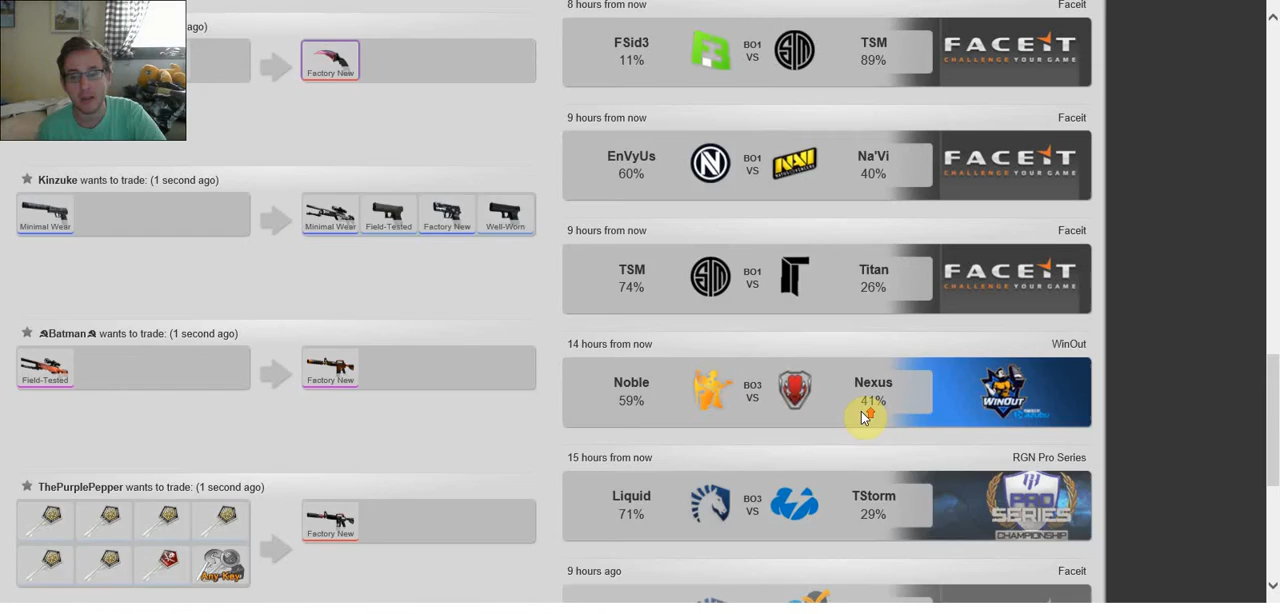 ago)
Factory New
Kinzuke wants to trade: (1 second ago)
Minimal Wear
Minimal Wear Field-Tested Factory New Well-Worn
Batman wants to trade: (1 second ago)
Field-Tested
Factory New
ThePurplePepper wants to trade: (1 second ago)
Any-Key
Factory New
8 hours from now Faceit
FSid3 BO1 TSM
11% VS 89%
FACEIT
CHALLENGE YOUR GAME
9 hours from now Faceit
EnVyUs BO1 Na'Vi
60% VS 40%
NAVI
FACEIT
CHALLENGE YOUR GAME
9 hours from now Faceit
TSM BO1 Titan
74% VS 26%
FACEIT
CHALLENGE YOUR GAME
14 hours from now WinOut
Noble BO3 Nexus
59% VS 41%
WINOUT
15 hours from now RGN Pro Series
Liquid BO3 TStorm
71% VS 29%
PRO
SERIES
CHAMPIONSHIP
9 hours ago Faceit